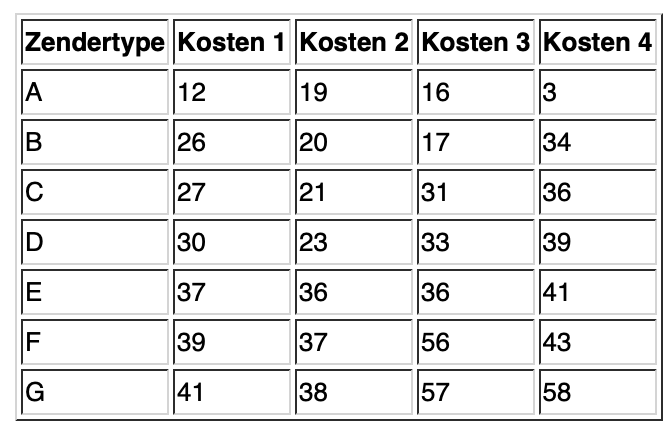 Zendertype Kosten 1 Kosten 2 Kosten 3 Kosten 4
A 12 19 16 3
B 26 20 17 34
C 27 21 31 36
D 30 23 33 39
E 37 36 36 41
F 39 37 56 43
G 41 38 57 58